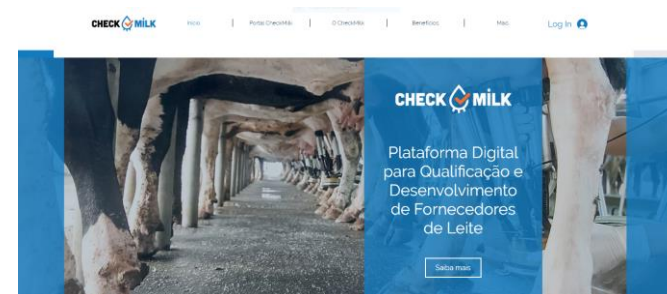 CHECK MILK
Início | Portal CheckMilk | O CheckMilk | Benefícios | Mais
Log In
CHECK MILK
Plataforma Digital
para Qualificação e
Desenvolvimento
de Fornecedores
de Leite
Saiba mais